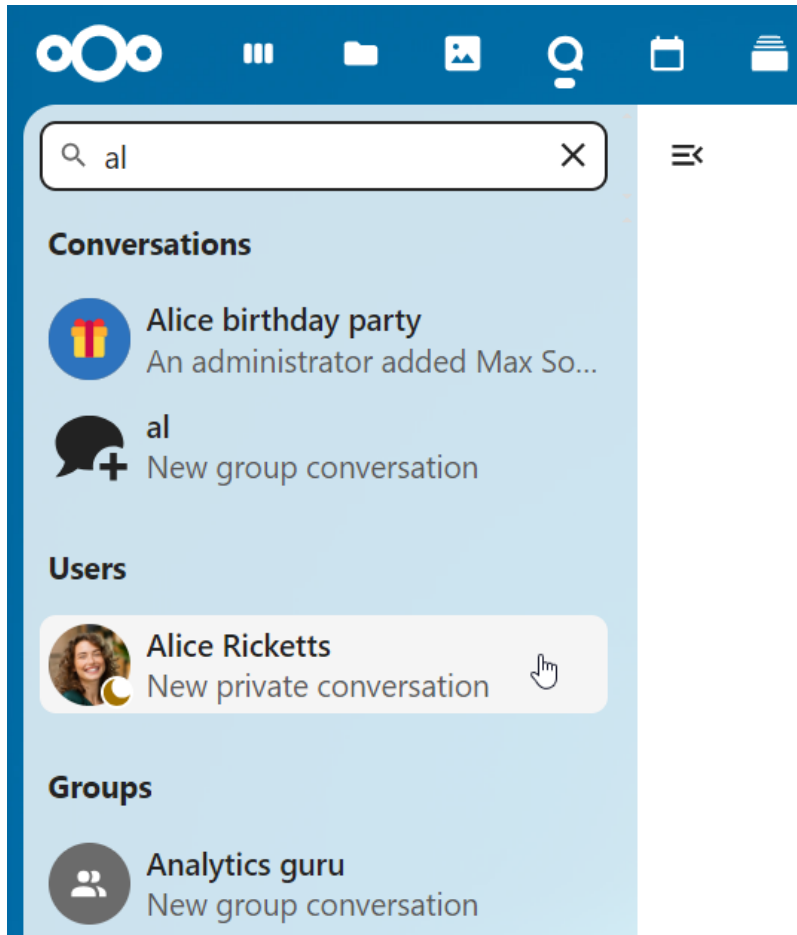 al
Conversations
Alice birthday party
An administrator added Max So...
al
New group conversation
Users
Alice Ricketts
New private conversation
Groups
Analytics guru
New group conversation